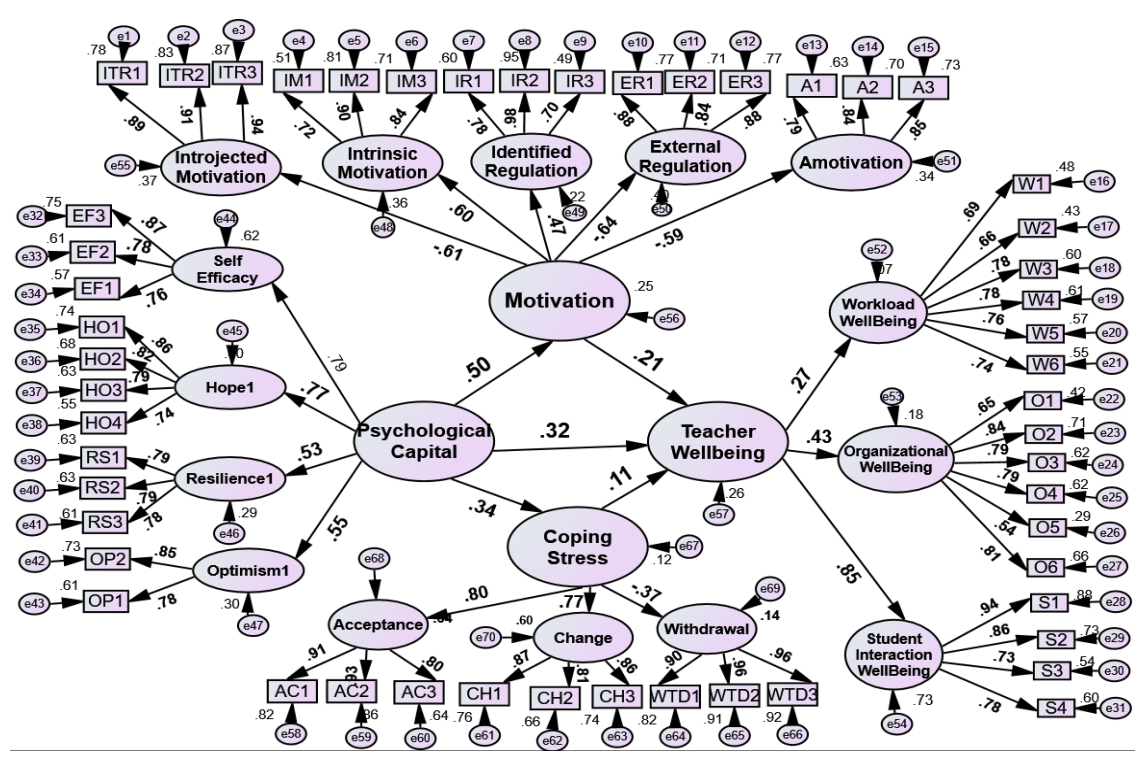 e1 e2 e3 e4 e5 e6 e7 e8 e9 e10 e11 e12 e13 e14 e15
.78 .83 .87 .51 .81 .71 .60 .95 .49 .77 .71 .77 .63 .70 .73
ITR1 ITR2 ITR3 IM1 IM2 IM3 IR1 IR2 IR3 ER1 ER2 ER3 A1 A2 A3
.89 .91 .94 .72 .90 .84 .78 .98 .70 .88 .84 .88 .79 .84 .85
e55
.37
Introjected
Motivation
Intrinsic
Motivation
.36
e48
Identified
Regulation
.22
e49
External
Regulation
e50
Amotivation
e51
.34
-.61 .60 .47 -.64 -.59
Motivation
.25
e56
e32 .75 EF3 .87
e33 .61 EF2 .78
e34 .57 EF1 .76
e44
.62
Self
Efficacy
.79
e35 .74 HO1 .86
e36 .68 HO2 .82
e37 .63 HO3 .79
e38 .55 HO4 .74
e45
Hope1
.77
e39 .63 RS1 .79
e40 .63 RS2 .79
e41 .61 RS3 .78
Resilience1
.29
e46
.53
e42 .73 OP2 .85
e43 .61 OP1 .78
Optimism1
.30
e47
.55
Psychological
Capital
.50
.32
.34
.21
.11
Teacher
Wellbeing
.26
e57
Coping
Stress
e67
.12
.80 .77 -.37
e68
Acceptance
.64
e70
.60
Change
e69
.14
Withdrawal
.91 .93 .80 .87 .81 .86 .90 .96 .96
AC1 AC2 AC3 CH1 CH2 CH3 WTD1 WTD2 WTD3
.82 .86 .64 .76 .66 .74 .82 .91 .92
e58 e59 e60 e61 e62 e63 e64 e65 e66
.27
.43
.85
e52
.07
Workload
WellBeing
.69 W1 .48 e16
.66 W2 .43 e17
.78 W3 .60 e18
.78 W4 .61 e19
.76 W5 .57 e20
.74 W6 .55 e21
e53
.18
Organizational
WellBeing
.65 O1 .42 e22
.84 O2 .71 e23
.79 O3 .62 e24
.79 O4 .62 e25
.54 O5 .29 e26
.81 O6 .66 e27
Student
Interaction
WellBeing
.73
e54
.94 S1 .88 e28
.86 S2 .73 e29
.73 S3 .54 e30
.78 S4 .60 e31